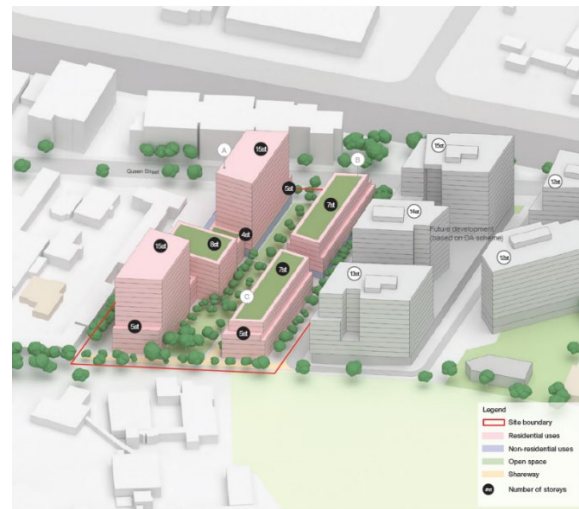 A
15st
15st
B
12st
Queen Street
5st
7st
14st
Future development
(based on DA scheme)
4st
8st
15st
7st
12st
13st
C
5st
5st
Legend
Site boundary
Residential uses
Non-residential uses
Open space
Shareway
#st Number of storeys